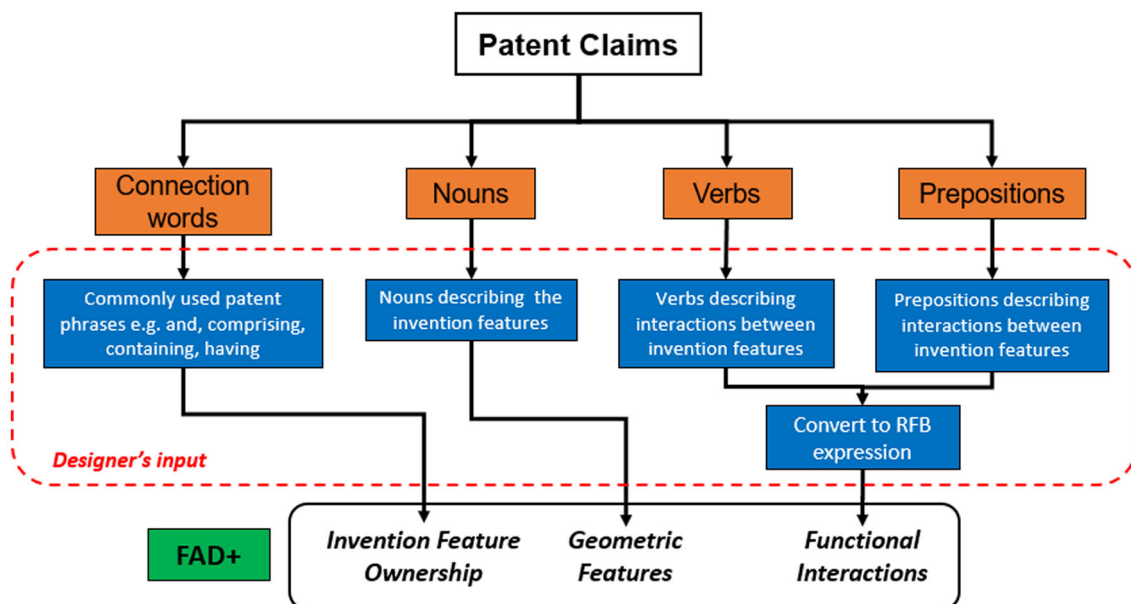 Patent Claims
Connection
words
Nouns
Verbs
Prepositions
Commonly used patent
phrases e.g. and, comprising,
containing, having
Nouns describing the
invention features
Verbs describing
interactions between
invention features
Prepositions describing
interactions between
invention features
Convert to RFB
expression
Designer's input
FAD+
Invention Feature
Ownership
Geometric
Features
Functional
Interactions